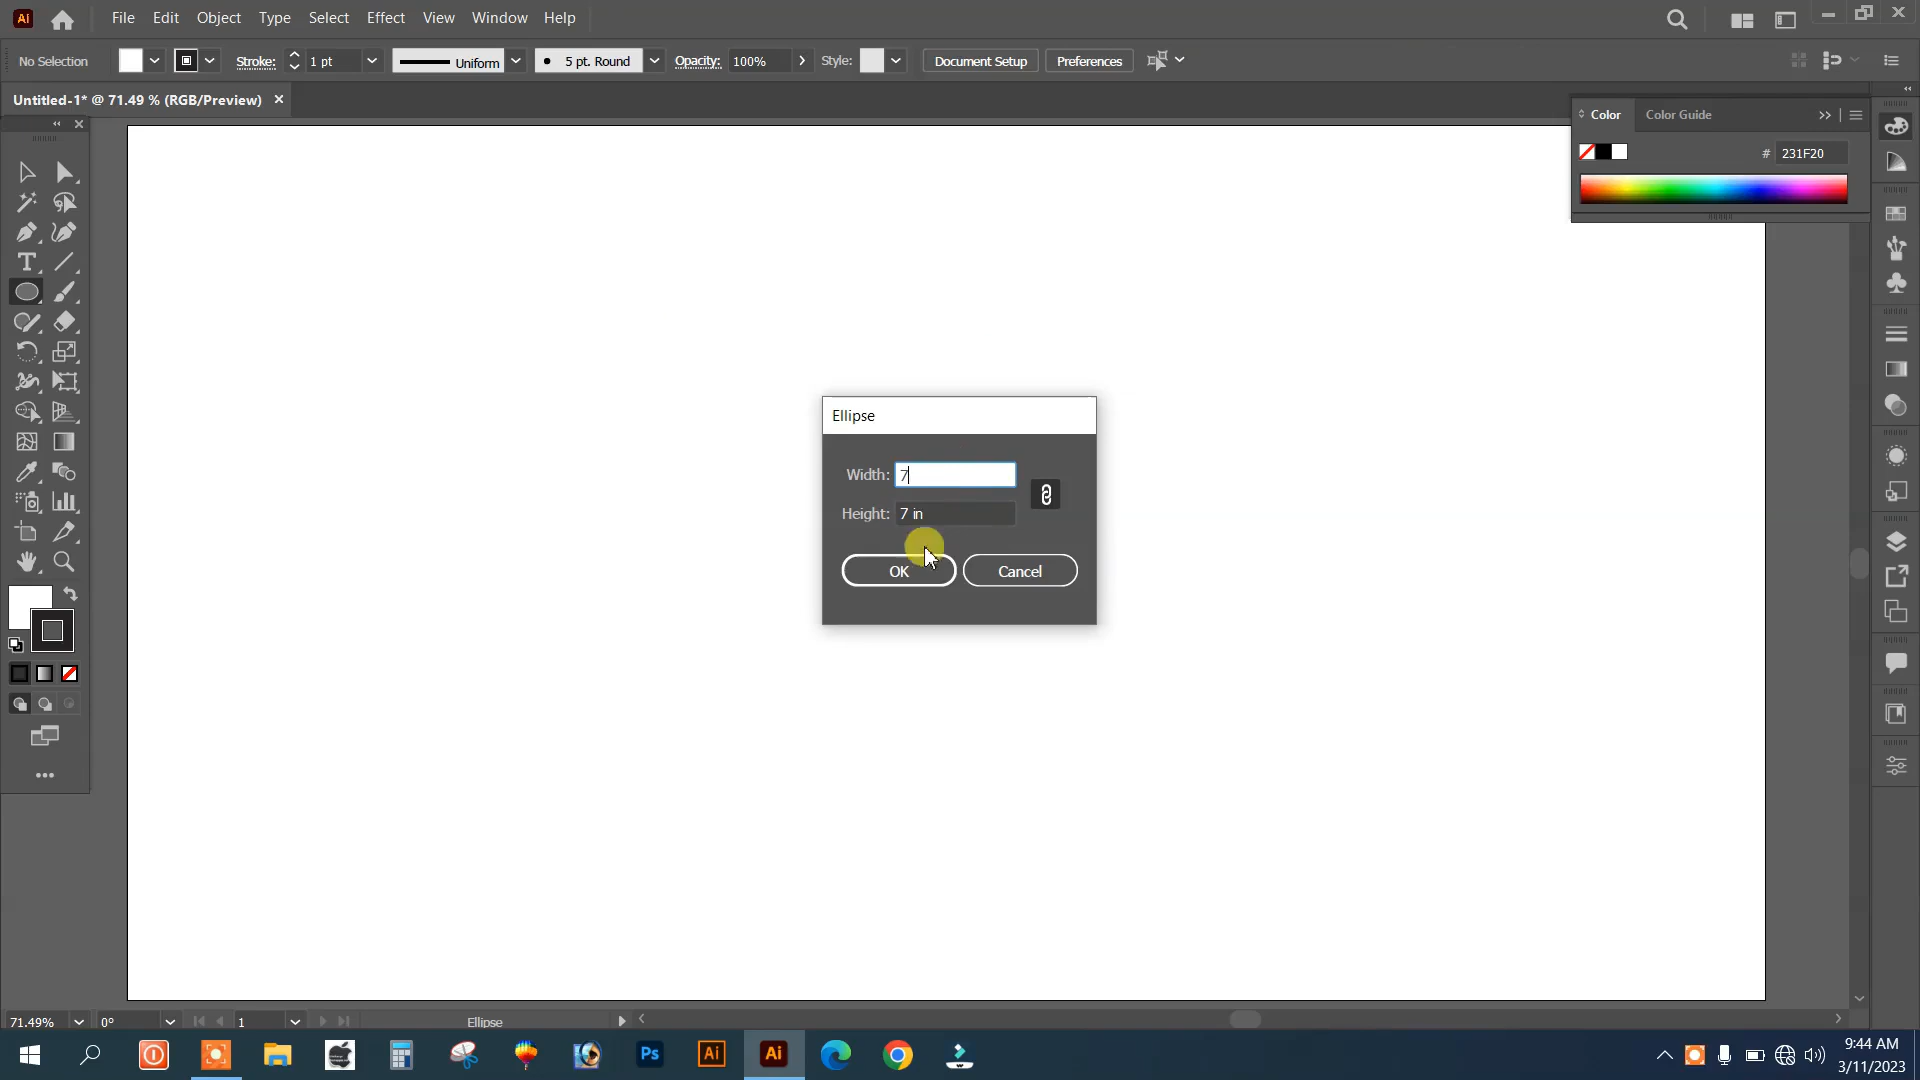 Ai File Edit Object Type Select Effect View Window Help
No Selection Stroke: 1 pt Uniform 5 pt. Round Opacity: 100% Style: Document Setup Preferences
Untitled-1* @ 71.49 % (RGB/Preview)
Color Color Guide
# 231F20
Ellipse
Width: 7
Height: 7 in
OK Cancel
71.49% 0° 1 Ellipse
Ps Ai Ai
9:44 AM
3/11/2023